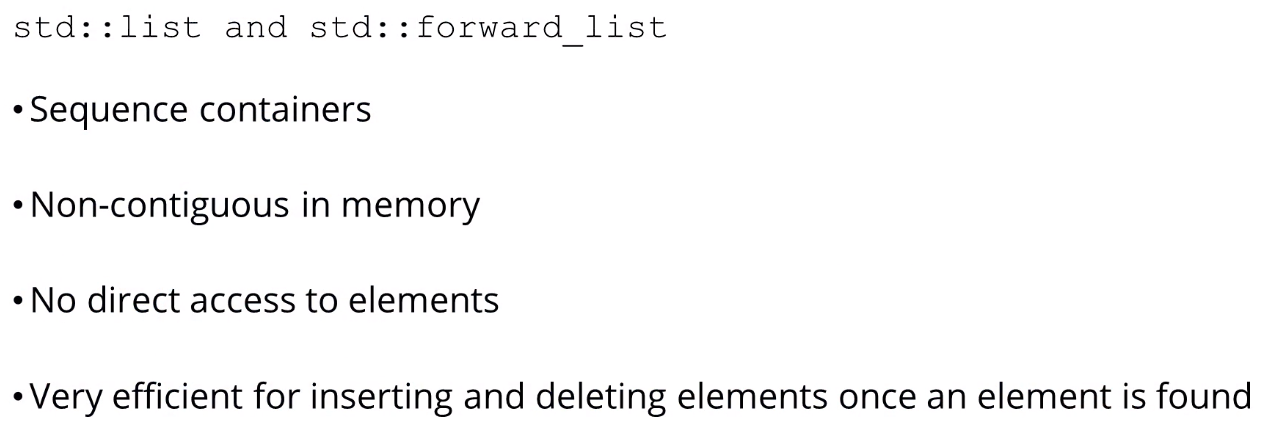 std::list and std::forward_list
• Sequence containers
• Non-contiguous in memory
• No direct access to elements
• Very efficient for inserting and deleting elements once an element is found